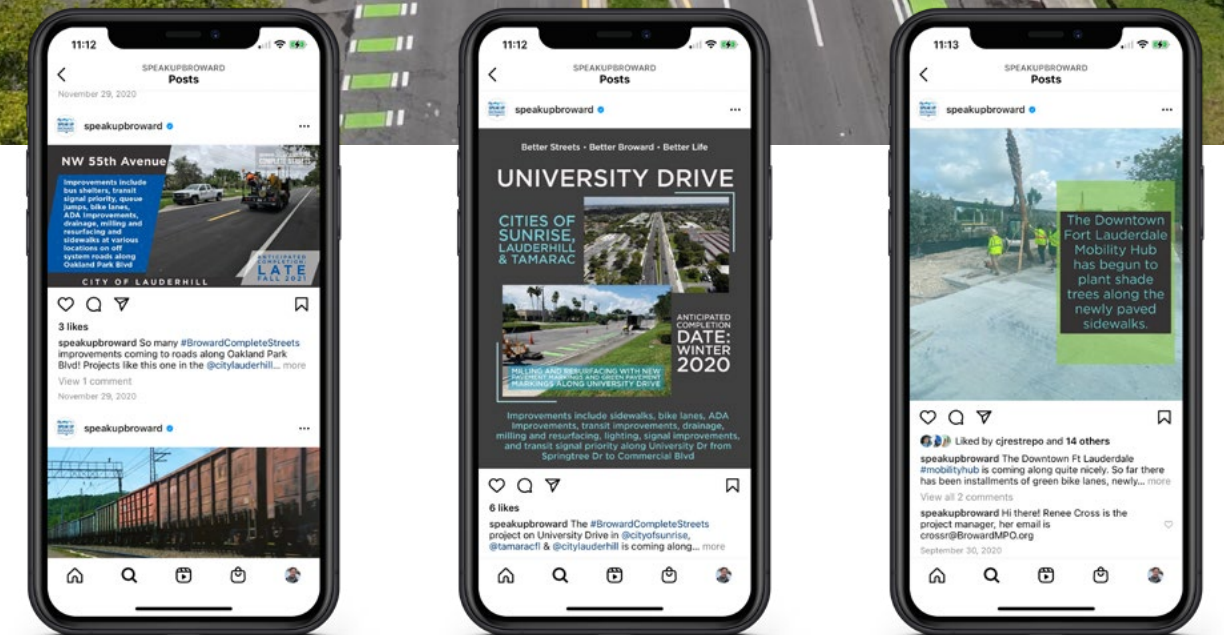 11:12
SPEAKUPBROWARD
Posts
November 29, 2020
speakupbroward
NW 55th Avenue
COMPLETE STREETS
Improvements include
bus shelters, transit
signal priority, queue
jumps, bike lanes,
ADA Improvements,
drainage, milling and
resurfacing and
sidewalks at various
locations on off
system roads along
Oakland Park Blvd
ANTICIPATED
COMPLETION:
LATE
FALL 2021
CITY OF LAUDERHILL
3 likes
speakupbroward So many #BrowardCompleteStreets
improvements coming to roads along Oakland Park
Blvd! Projects like this one in the @citylauderhill... more
View 1 comment
November 29, 2020
speakupbroward
11:12
SPEAKUPBROWARD
Posts
speakupbroward
Better Streets • Better Broward • Better Life
UNIVERSITY DRIVE
CITIES OF
SUNRISE,
LAUDERHILL
& TAMARAC
ANTICIPATED
COMPLETION
DATE:
WINTER
2020
MILLING AND RESURFACING WITH NEW
PAVEMENT MARKINGS AND GREEN PAVEMENT
MARKINGS ALONG UNIVERSITY DRIVE
Improvements include sidewalks, bike lanes, ADA
Improvements, transit improvements, drainage,
milling and resurfacing, lighting, signal improvements,
and transit signal priority along University Dr from
Springtree Dr to Commercial Blvd
6 likes
speakupbroward The #BrowardCompleteStreets
project on University Drive in @cityofsunrise,
@tamaracfl & @citylauderhill is coming along... more
11:13
SPEAKUPBROWARD
Posts
speakupbroward
The Downtown
Fort Lauderdale
Mobility Hub
has begun to
plant shade
trees along the
newly paved
sidewalks.
Liked by cjrestrepo and 14 others
speakupbroward The Downtown Ft Lauderdale
#mobilityhub is coming along quite nicely. So far there
has been installments of green bike lanes, newly... more
View all 2 comments
speakupbroward Hi there! Renee Cross is the
project manager, her email is
crossr@BrowardMPO.org
September 30, 2020